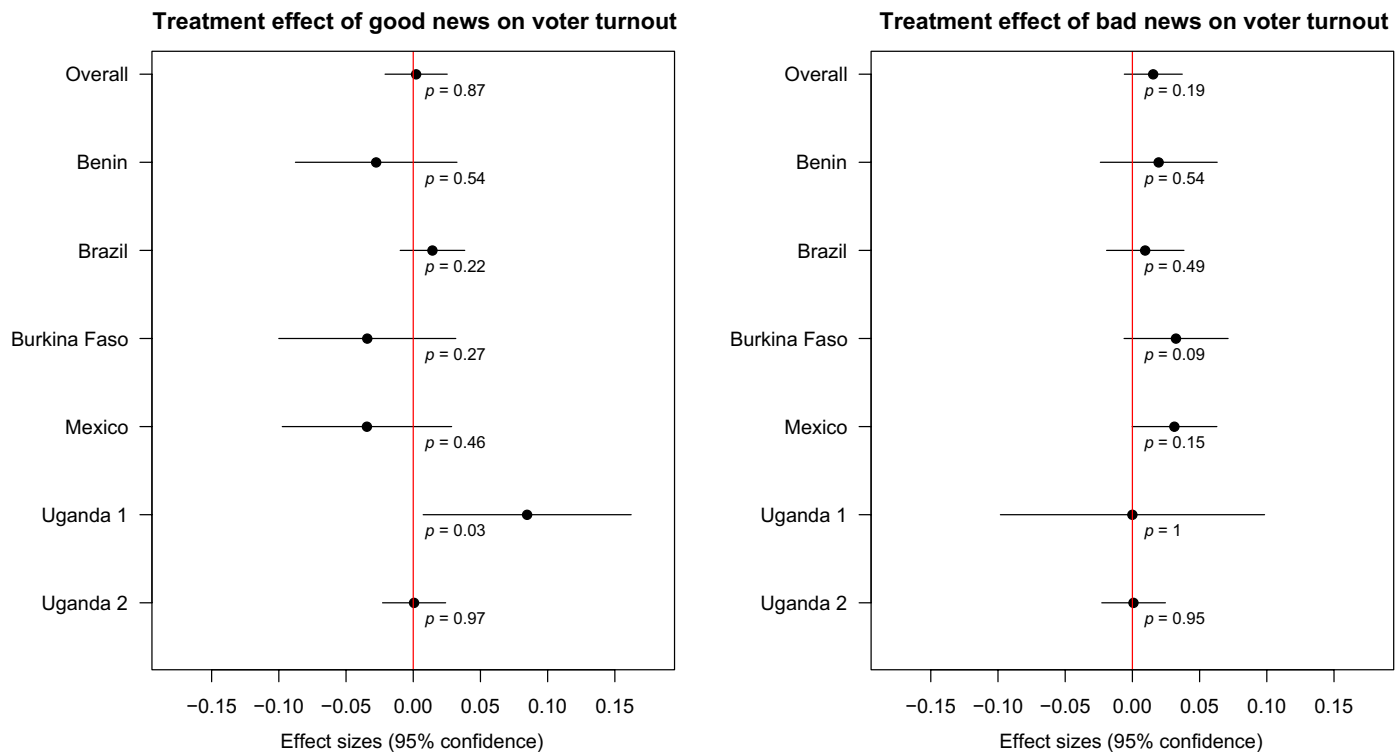 Treatment effect of good news on voter turnout
Overall
p = 0.87
Benin
p = 0.54
Brazil
p = 0.22
Burkina Faso
p = 0.27
Mexico
p = 0.46
Uganda 1
p = 0.03
Uganda 2
p = 0.97
−0.15 −0.10 −0.05 0.00 0.05 0.10 0.15
Effect sizes (95% confidence)
Treatment effect of bad news on voter turnout
Overall
p = 0.19
Benin
p = 0.54
Brazil
p = 0.49
Burkina Faso
p = 0.09
Mexico
p = 0.15
Uganda 1
p = 1
Uganda 2
p = 0.95
−0.15 −0.10 −0.05 0.00 0.05 0.10 0.15
Effect sizes (95% confidence)